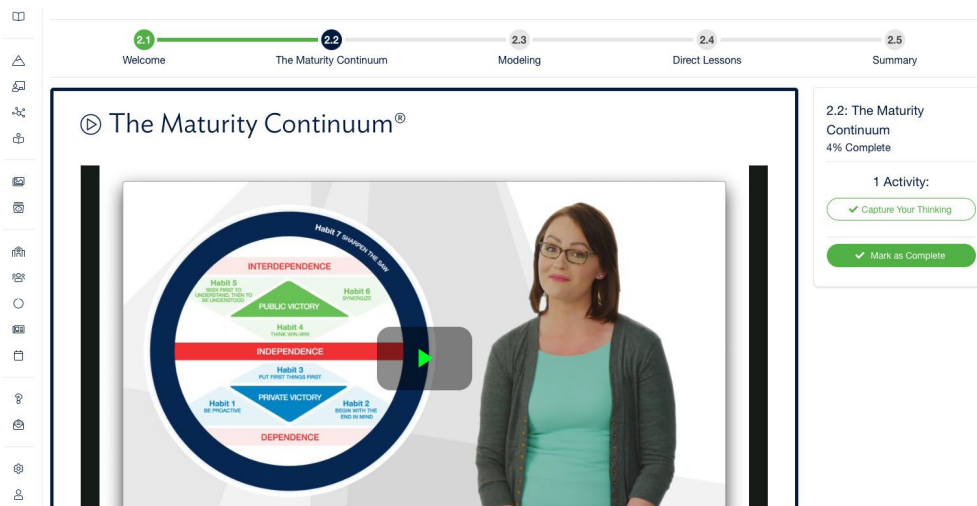 2.1
2.2
2.3
2.4
2.5
Welcome
The Maturity Continuum
Modeling
Direct Lessons
Summary
The Maturity Continuum®
Habit 7 SHARPEN THE SAW
INTERDEPENDENCE
Habit 5
SEEK FIRST TO
UNDERSTAND, THEN TO
BE UNDERSTOOD
Habit 6
SYNERGIZE
PUBLIC VICTORY
Habit 4
THINK WIN-WIN
INDEPENDENCE
Habit 3
PUT FIRST THINGS FIRST
PRIVATE VICTORY
Habit 1
BE PROACTIVE
Habit 2
BEGIN WITH THE
END IN MIND
DEPENDENCE
2.2: The Maturity
Continuum
4% Complete
1 Activity:
Capture Your Thinking
Mark as Complete